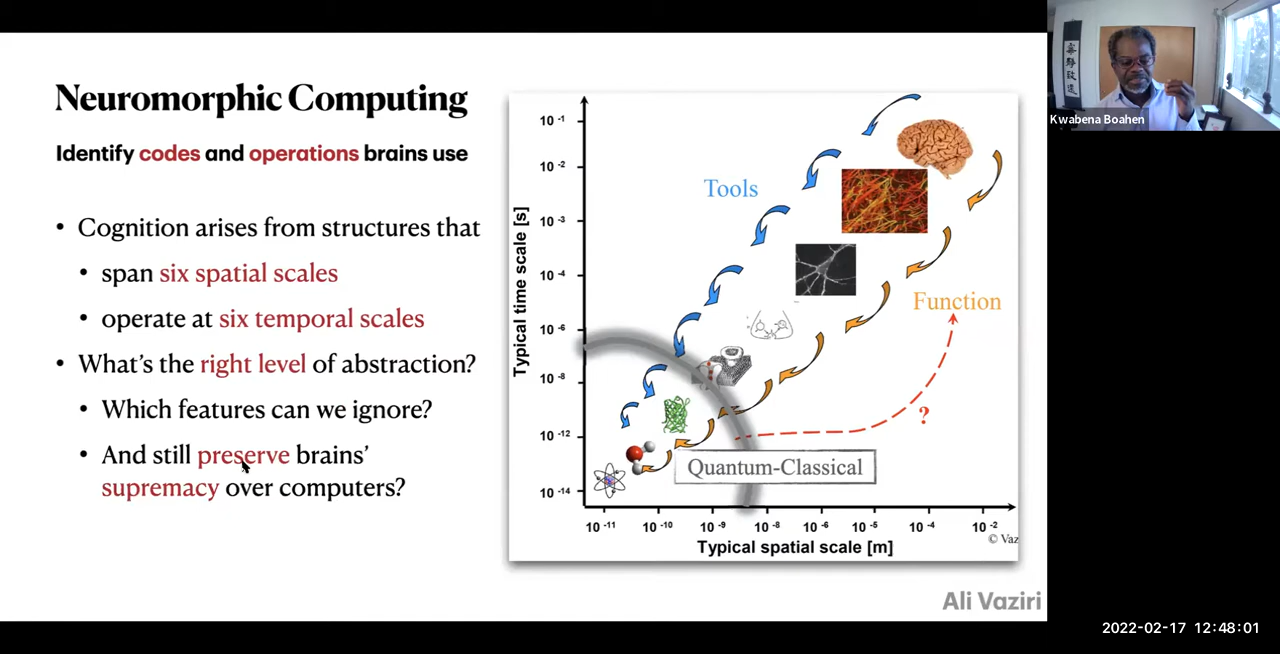 Neuromorphic Computing
Identify codes and operations brains use
• Cognition arises from structures that
• span six spatial scales
• operate at six temporal scales
• What's the right level of abstraction?
• Which features can we ignore?
• And still preserve brains'
supremacy over computers?
Typical time scale [s]
10 -1
10 -2
10 -3
10 -4
10 -6
10 -8
10 -12
10 -14
Tools
Function
?
Quantum-Classical
10 -11
10 -10
10 -9
10 -8
10 -6
10 -5
10 -4
10 -2
Typical spatial scale [m]
© Vaz
Ali Vaziri
Kwabena Boahen
2022-02-17 12:48:01